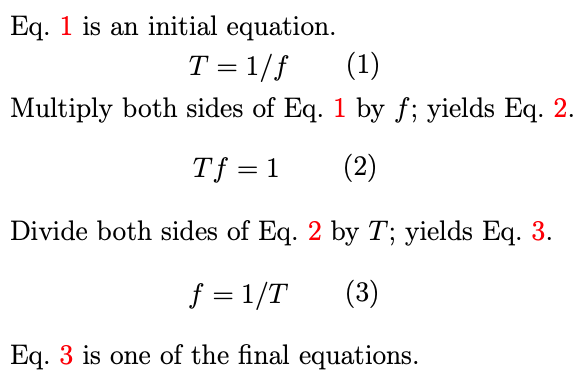 Eq. 1 is an initial equation.
T = 1/f (1)
Multiply both sides of Eq. 1 by f; yields Eq. 2.
Tf = 1 (2)
Divide both sides of Eq. 2 by T; yields Eq. 3.
f = 1/T (3)
Eq. 3 is one of the final equations.